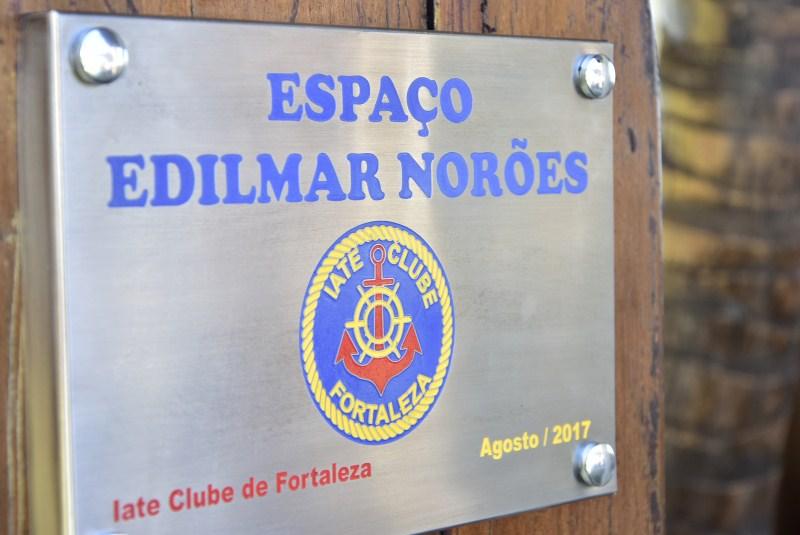 ESPAÇO
EDILMAR NORÕES
IATE CLUBE
FORTALEZA
Agosto / 2017
Iate Clube de Fortaleza